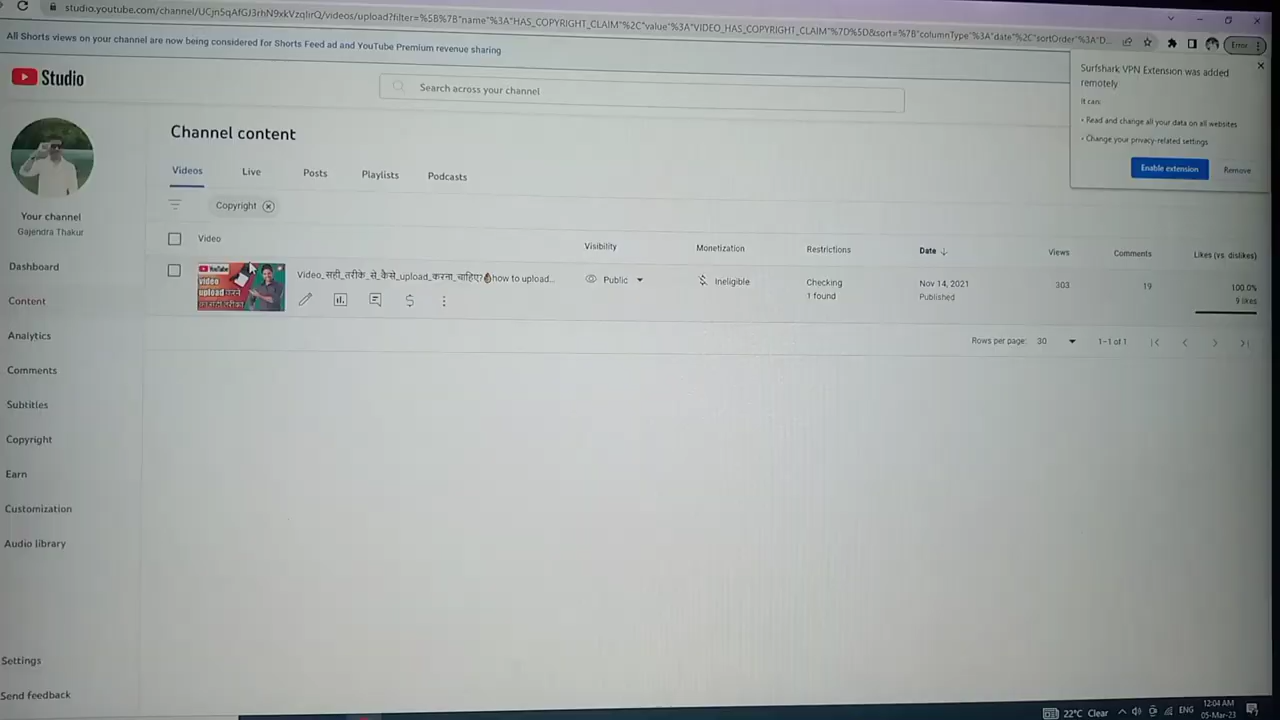 studio.youtube.com/channel/UCjn5qAfGJ3rhN9xkVzqlirQ/videos/upload?filter=%5B%7B"name"%3A"HAS_COPYRIGHT_CLAIM"%2C"value"%3A"VIDEO_HAS_COPYRIGHT_CLAIM"%7D%5D&sort=%7B"columnType"%3A"date"%2C"sortOrder"%3A"D...
Error
All Shorts views on your channel are now being considered for Shorts Feed ad and YouTube Premium revenue sharing
Surfshark VPN Extension was added
remotely
It can:
• Read and change all your data on all websites
• Change your privacy-related settings
Enable extension
Remove
Studio
Search across your channel
Channel content
Videos
Live
Posts
Playlists
Podcasts
Copyright
Your channel
Gajendra Thakur
Dashboard
Content
Analytics
Comments
Subtitles
Copyright
Earn
Customization
Audio library
Settings
Send feedback
Video
Visibility
Monetization
Restrictions
Date
Views
Comments
Likes (vs. dislikes)
YouTube
video
upload करने
का सही तरीका
Video_सही_तरीके_से_कैसे_upload_करना_चाहिए?🔥how to upload...
Public
Ineligible
Checking
1 found
Nov 14, 2021
Published
303
19
100.0%
9 likes
Rows per page:
30
1-1 of 1
22°C Clear
ENG
12:04 AM
05-Mar-23